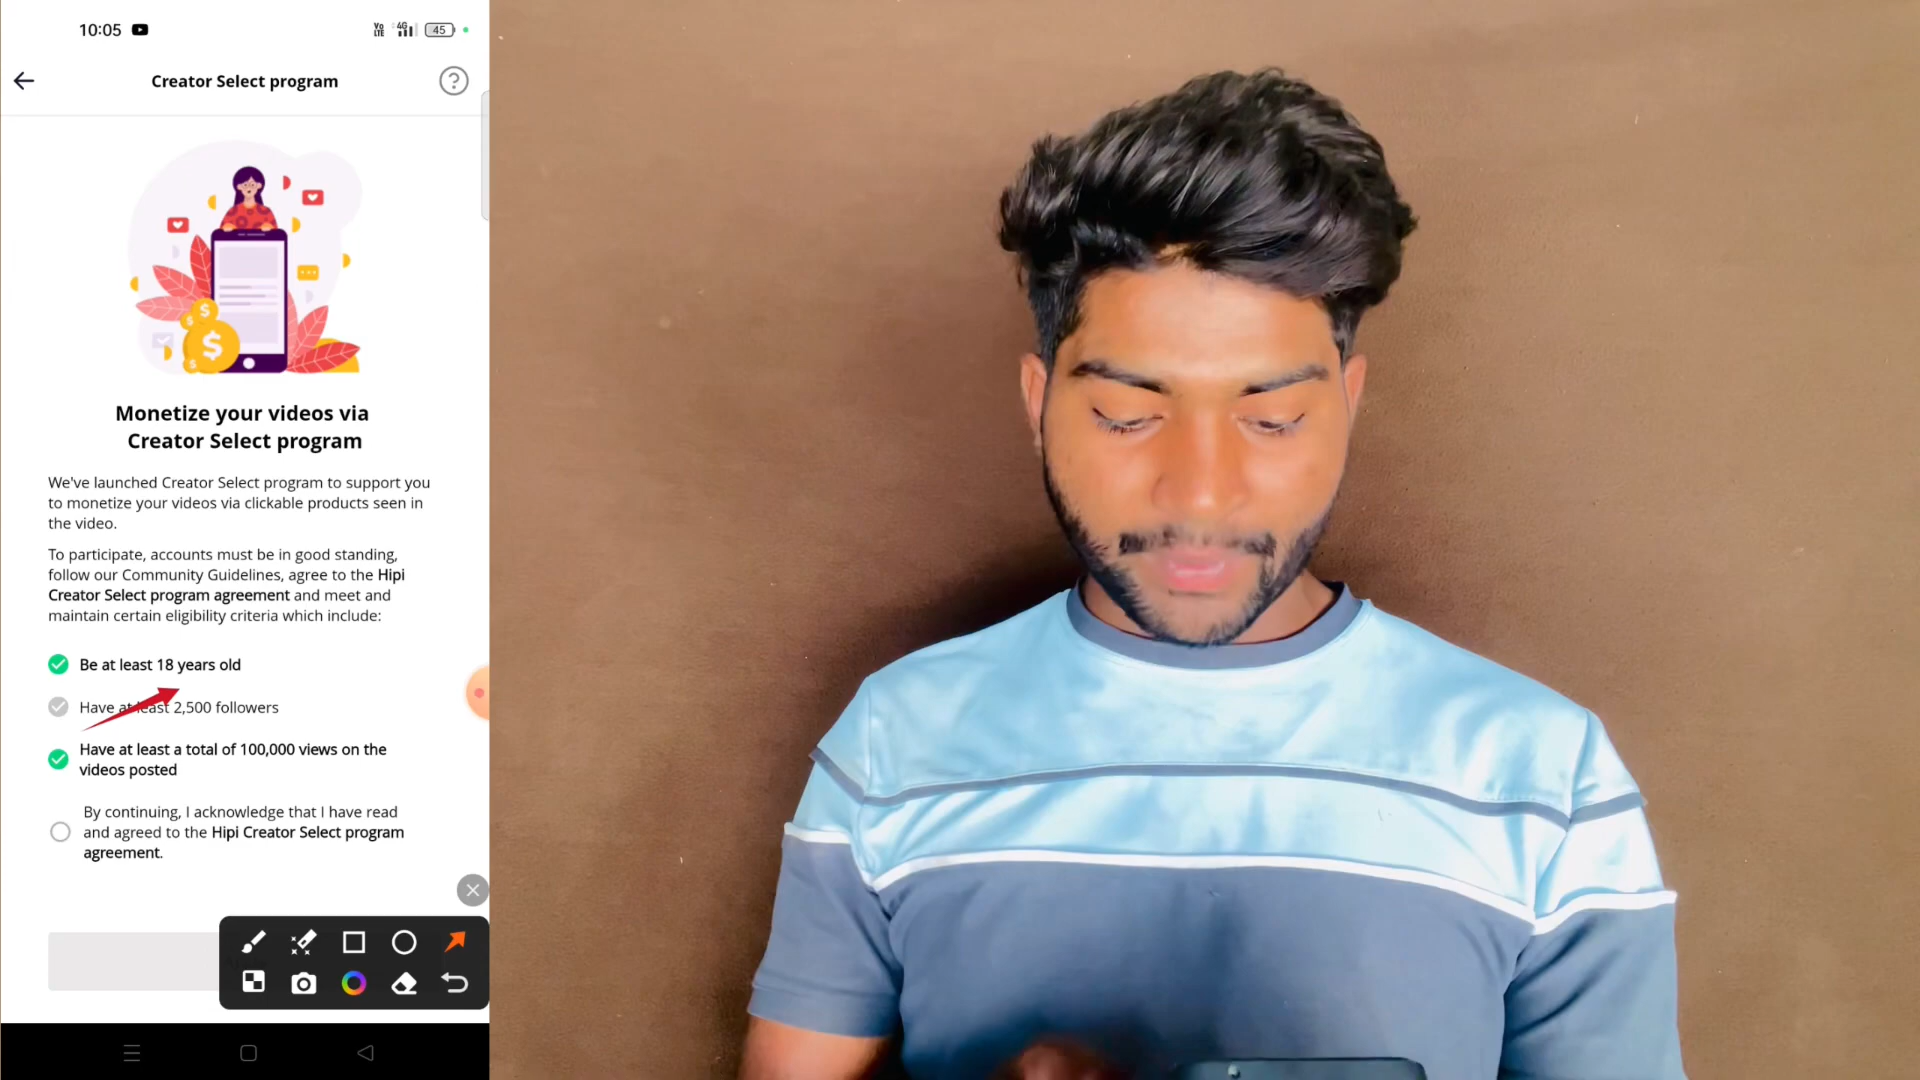 10:05
Vo
LTE
4G
45
Creator Select program
?
Monetize your videos via
Creator Select program
We've launched Creator Select program to support you
to monetize your videos via clickable products seen in
the video.
To participate, accounts must be in good standing,
follow our Community Guidelines, agree to the Hipi
Creator Select program agreement and meet and
maintain certain eligibility criteria which include:
Be at least 18 years old
Have at least 2,500 followers
Have at least a total of 100,000 views on the
videos posted
By continuing, I acknowledge that I have read
and agreed to the Hipi Creator Select program
agreement.